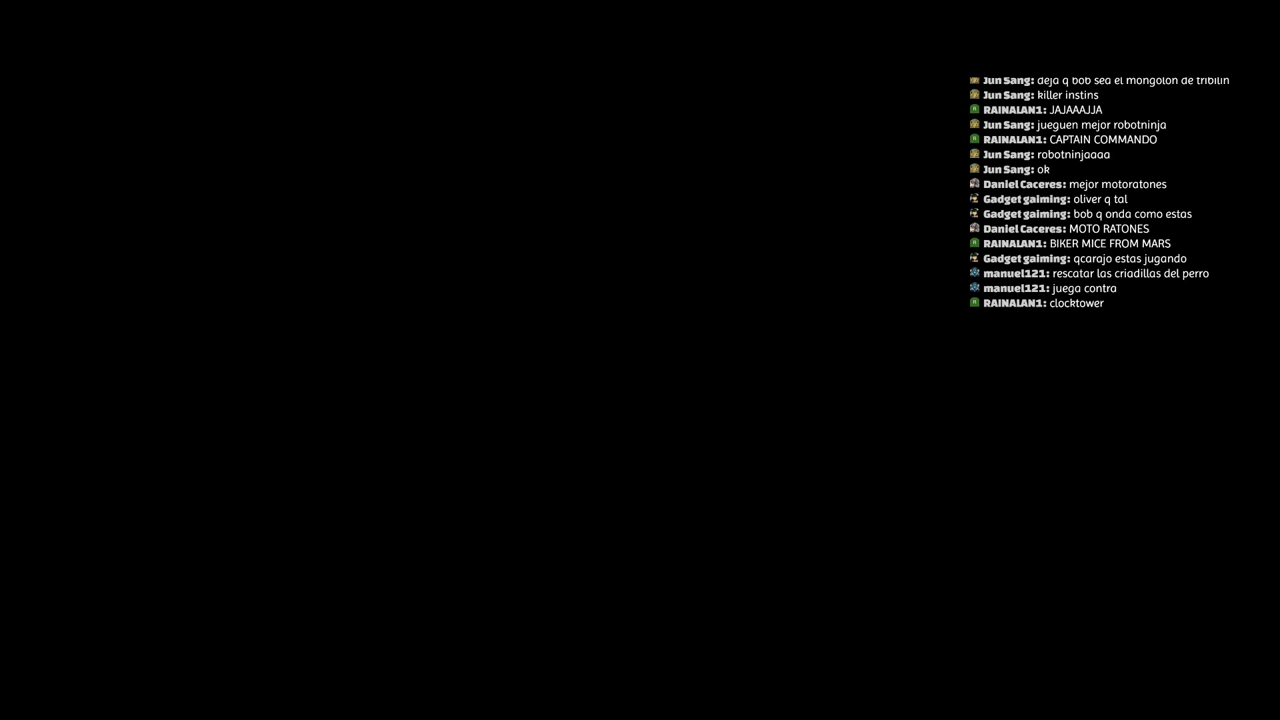 Jun Sang: deja q bob sea el mongolon de tribilin
Jun Sang: killer instins
RAINALAN1: JAJAAAJJA
Jun Sang: jueguen mejor robotninja
RAINALAN1: CAPTAIN COMMANDO
Jun Sang: robotninjaaaa
Jun Sang: ok
Daniel Caceres: mejor motoratones
Gadget gaiming: oliver q tal
Gadget gaiming: bob q onda como estas
Daniel Caceres: MOTO RATONES
RAINALAN1: BIKER MICE FROM MARS
Gadget gaiming: qcarajo estas jugando
manuel121: rescatar las criadillas del perro
manuel121: juega contra
RAINALAN1: clocktower